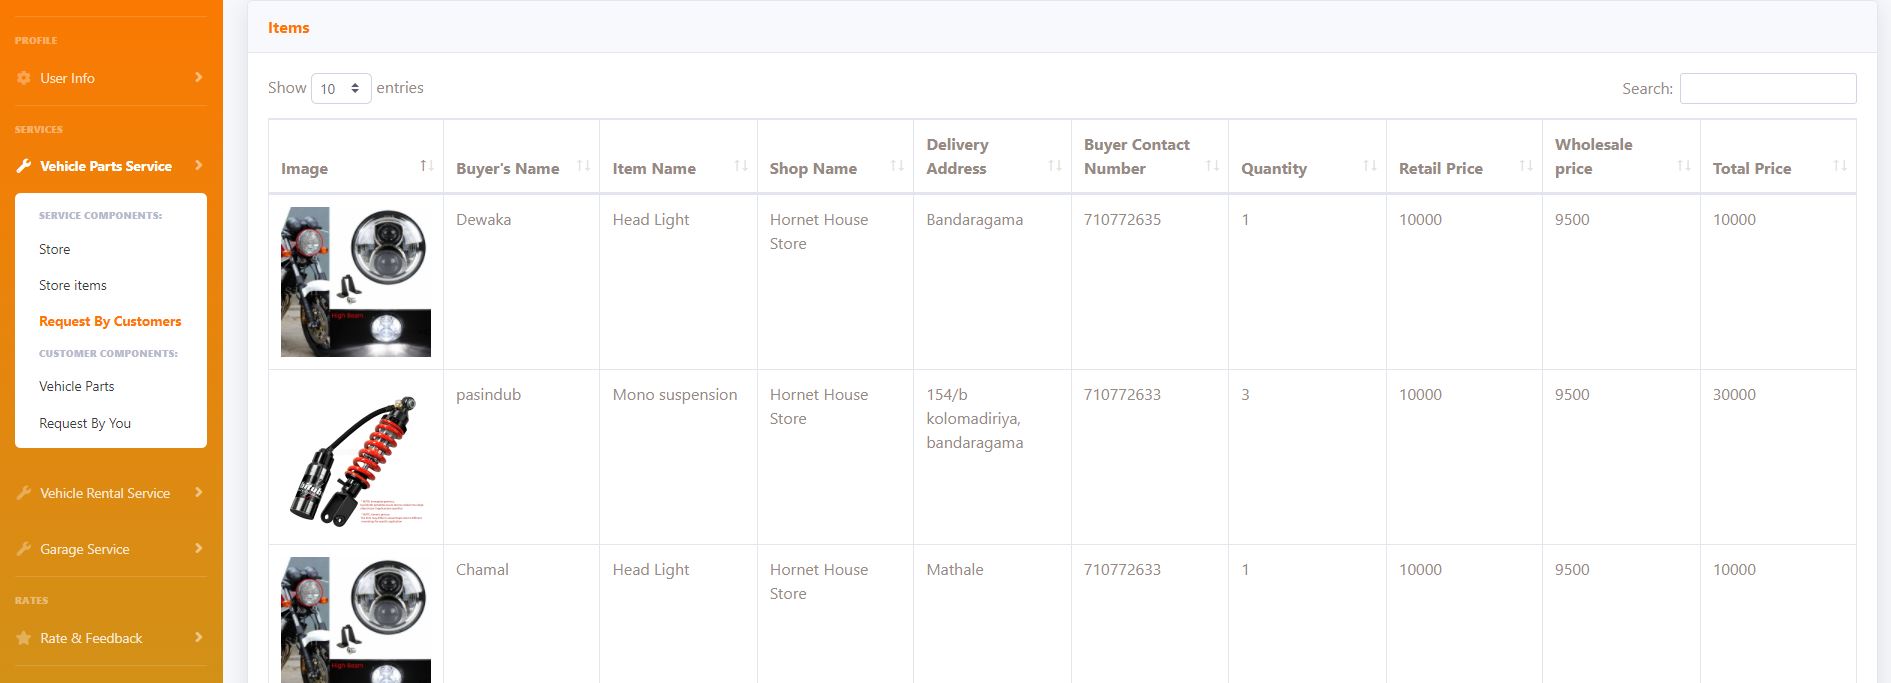 PROFILE
User Info
SERVICES
Vehicle Parts Service
SERVICE COMPONENTS:
Store
Store items
Request By Customers
CUSTOMER COMPONENTS:
Vehicle Parts
Request By You
Vehicle Rental Service
Garage Service
RATES
Rate & Feedback
Items
Show 10 entries
Search:
Image
Buyer's Name
Item Name
Shop Name
Delivery
Address
Buyer Contact
Number
Quantity
Retail Price
Wholesale
price
Total Price
High Beam
Dewaka
Head Light
Hornet House
Store
Bandaragama
710772635
1
10000
9500
10000
pasindub
Mono suspension
Hornet House
Store
154/b
kolomadiriya,
bandaragama
710772633
3
10000
9500
30000
High Beam
Chamal
Head Light
Hornet House
Store
Mathale
710772633
1
10000
9500
10000